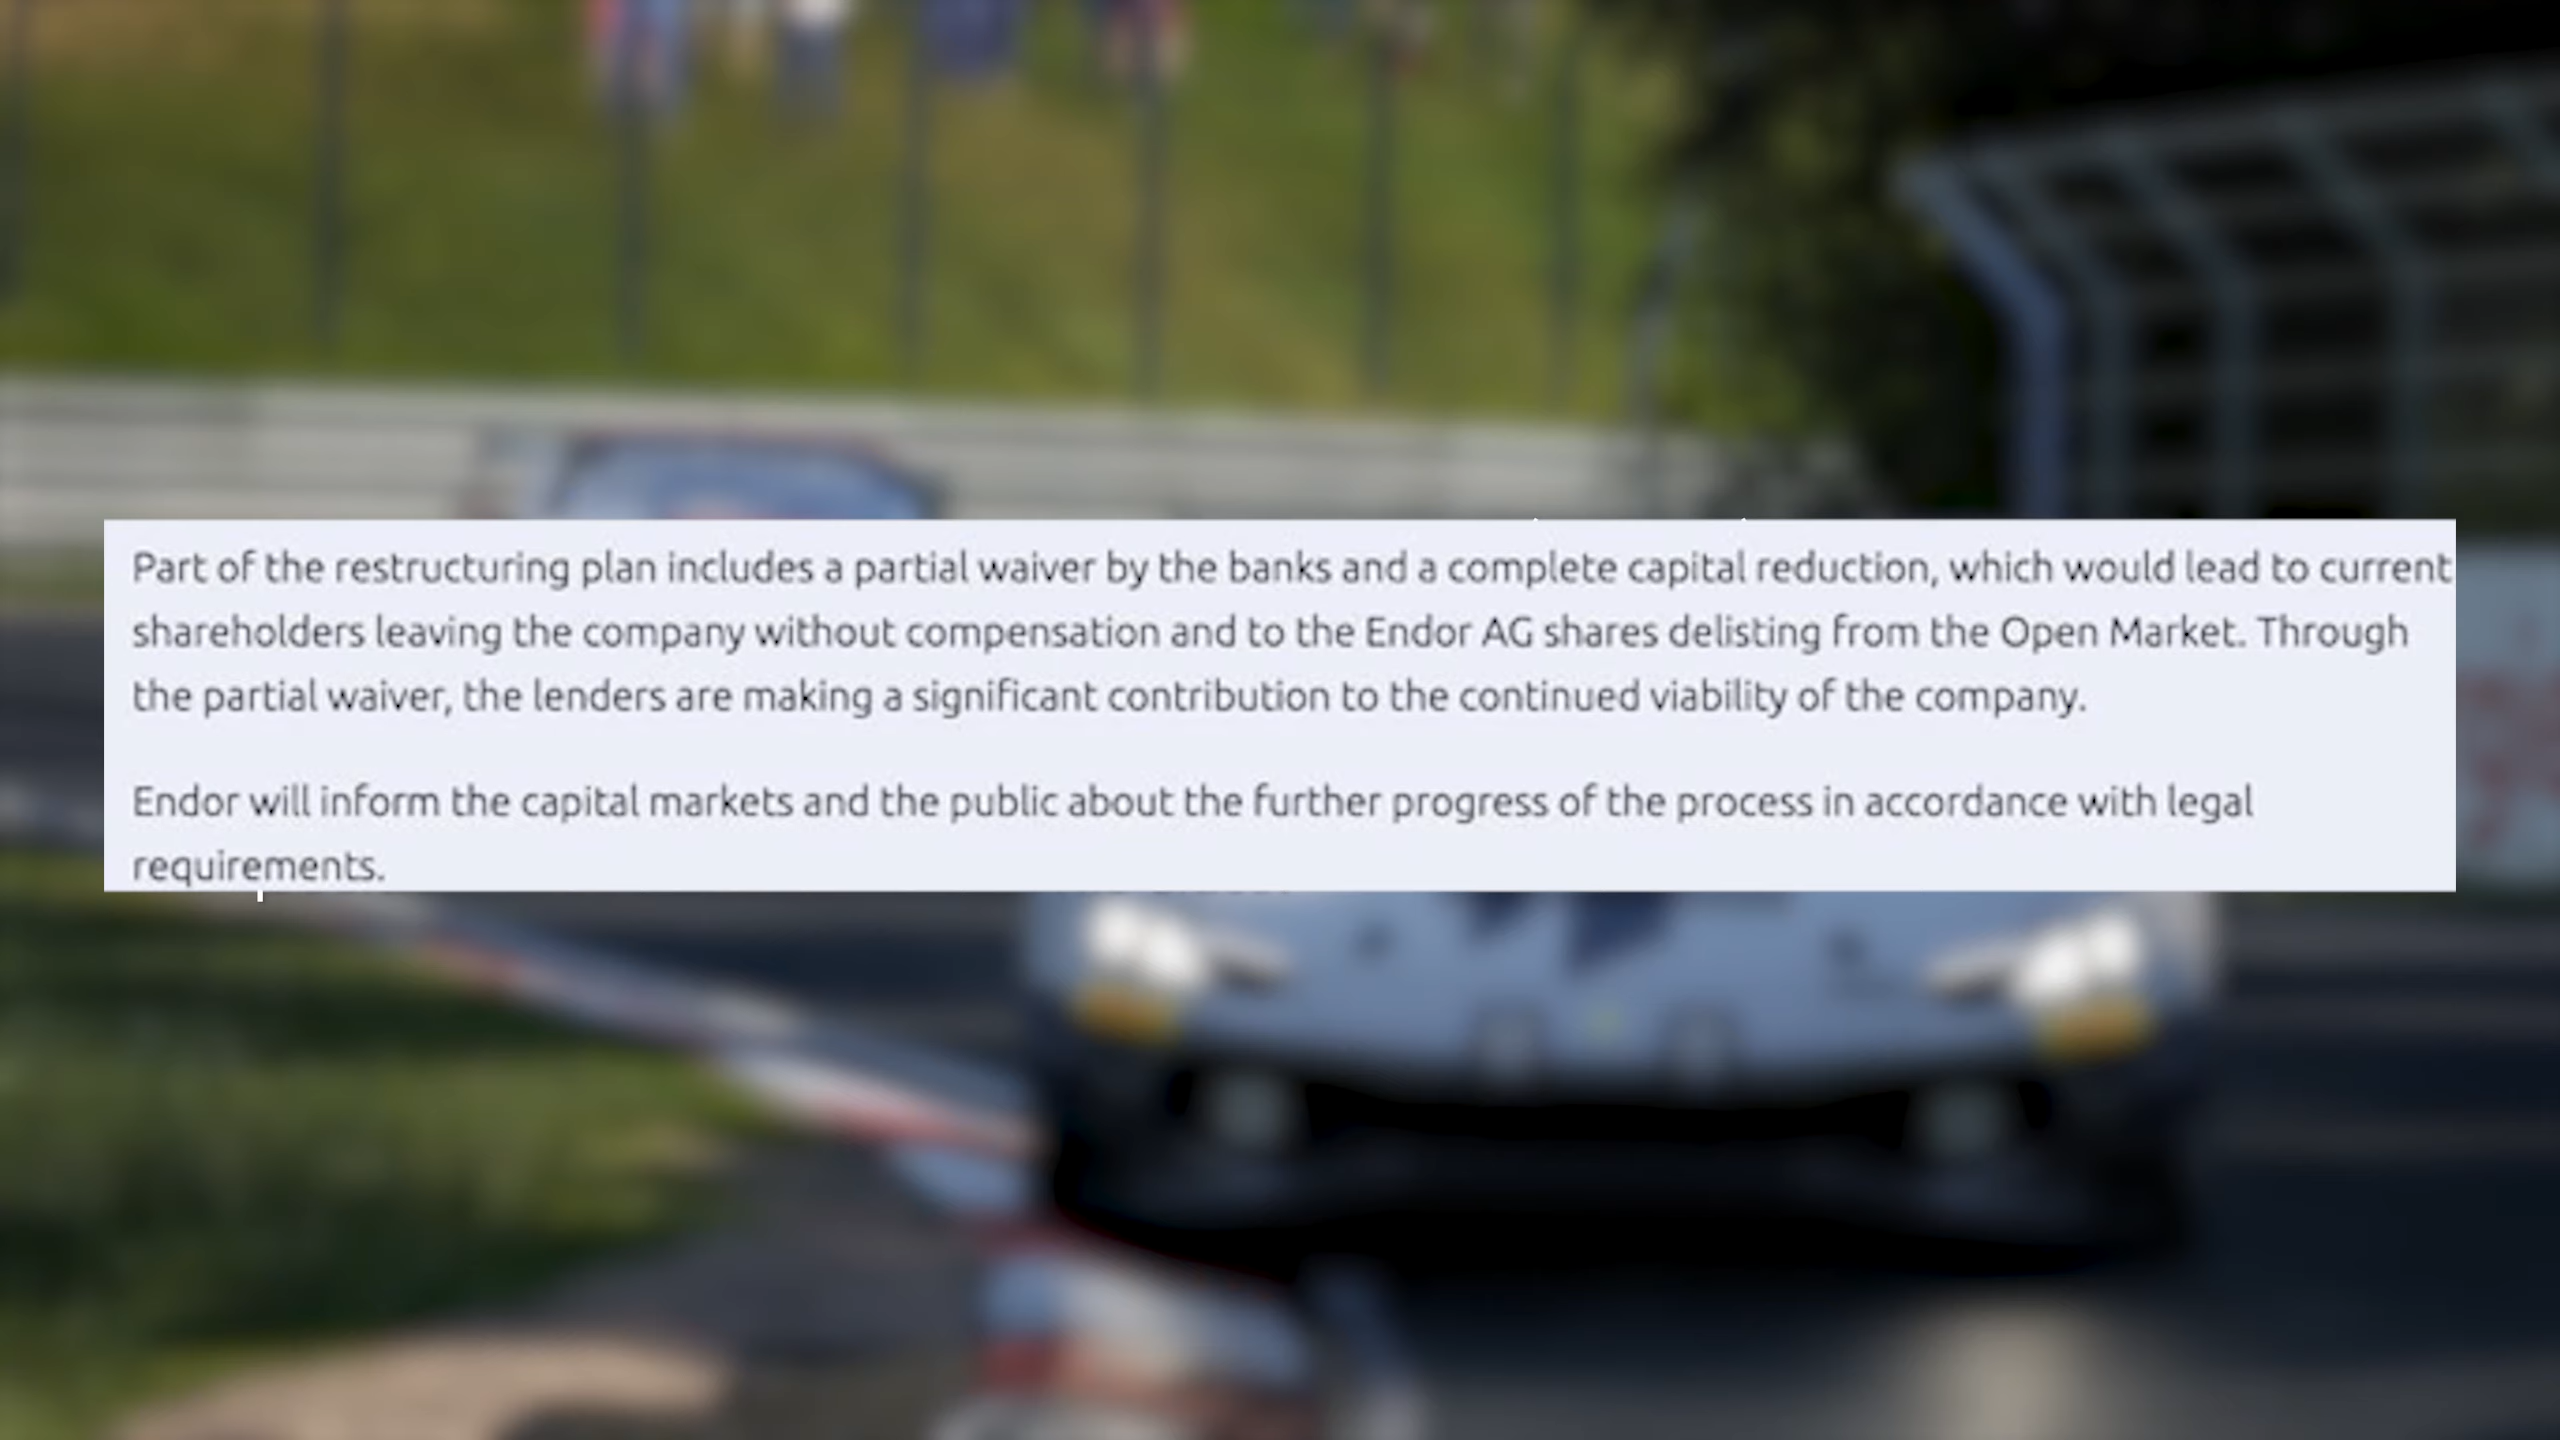 Part of the restructuring plan includes a partial waiver by the banks and a complete capital reduction, which would lead to current
shareholders leaving the company without compensation and to the Endor AG shares delisting from the Open Market. Through
the partial waiver, the lenders are making a significant contribution to the continued viability of the company.
Endor will inform the capital markets and the public about the further progress of the process in accordance with legal
requirements.